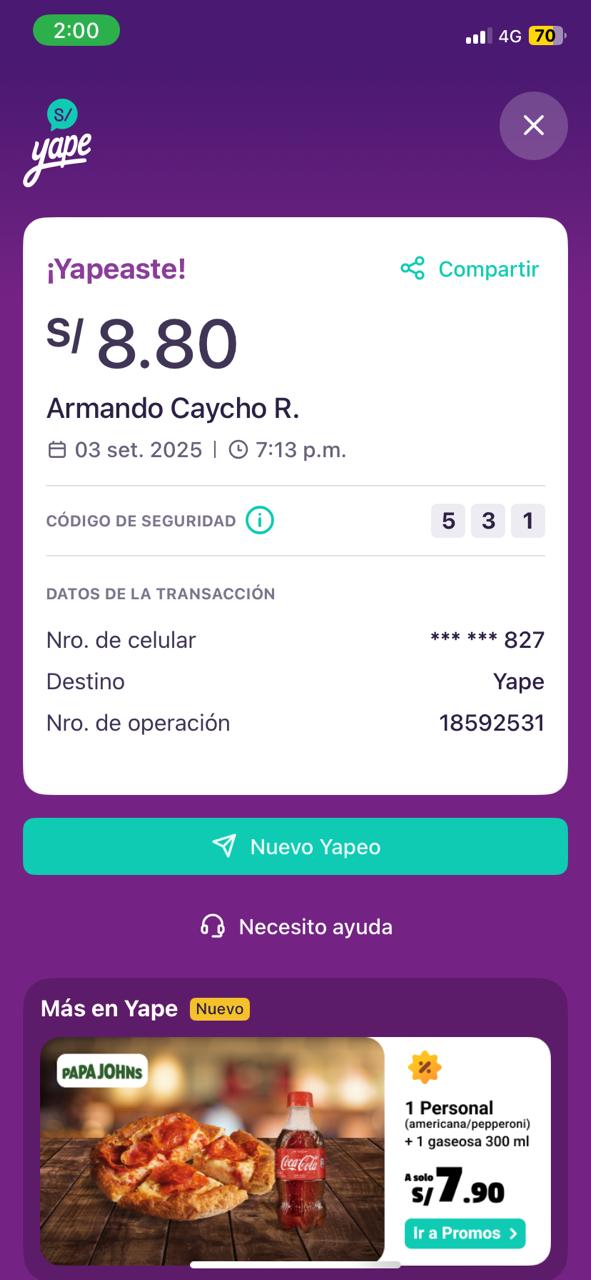 2:00
4G 70
S/
yape
¡Yapeaste!
Compartir
S/ 8.80
Armando Caycho R.
03 set. 2025 | 7:13 p.m.
CÓDIGO DE SEGURIDAD 5 3 1
DATOS DE LA TRANSACCIÓN
Nro. de celular *** *** 827
Destino Yape
Nro. de operación 18592531
Nuevo Yapeo
Necesito ayuda
Más en Yape Nuevo
PAPA JOHNS
Coca-Cola
1 Personal
(americana/pepperoni)
+ 1 gaseosa 300 ml
A solo
S/7.90
Ir a Promos